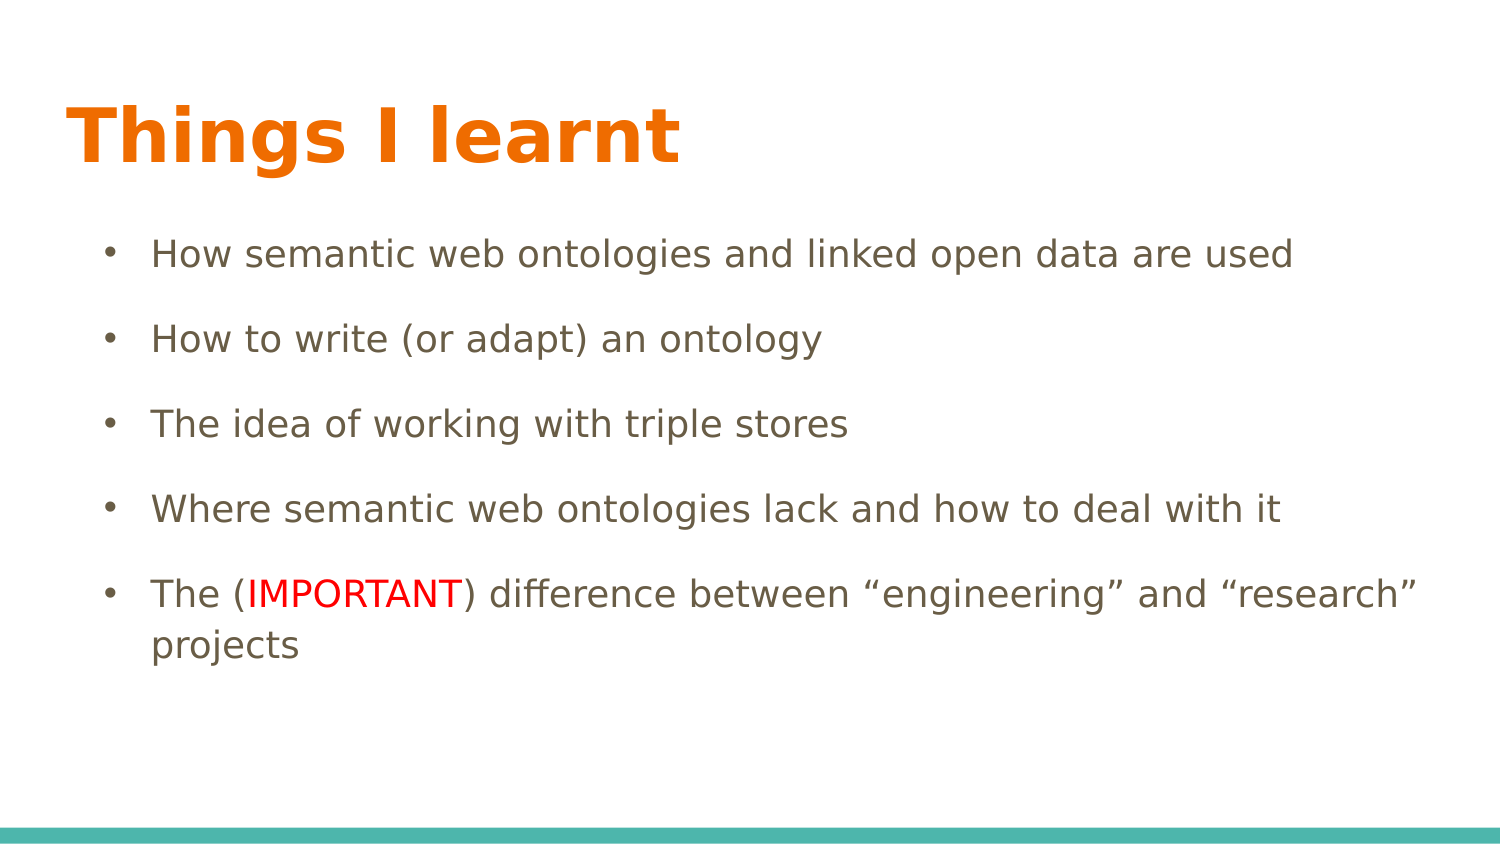 Things I learnt
• How semantic web ontologies and linked open data are used
• How to write (or adapt) an ontology
• The idea of working with triple stores
• Where semantic web ontologies lack and how to deal with it
• The (IMPORTANT) difference between “engineering” and “research”
projects